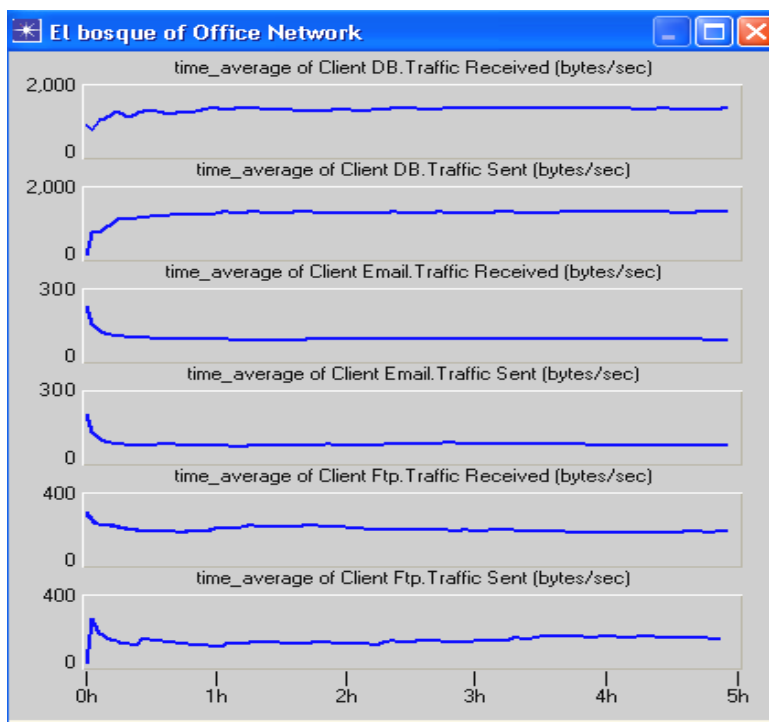 El bosque of Office Network
time_average of Client DB.Traffic Received (bytes/sec)
2,000
0
time_average of Client DB.Traffic Sent (bytes/sec)
2,000
0
time_average of Client Email.Traffic Received (bytes/sec)
300
0
time_average of Client Email.Traffic Sent (bytes/sec)
300
0
time_average of Client Ftp.Traffic Received (bytes/sec)
400
0
time_average of Client Ftp.Traffic Sent (bytes/sec)
400
0
0h 1h 2h 3h 4h 5h